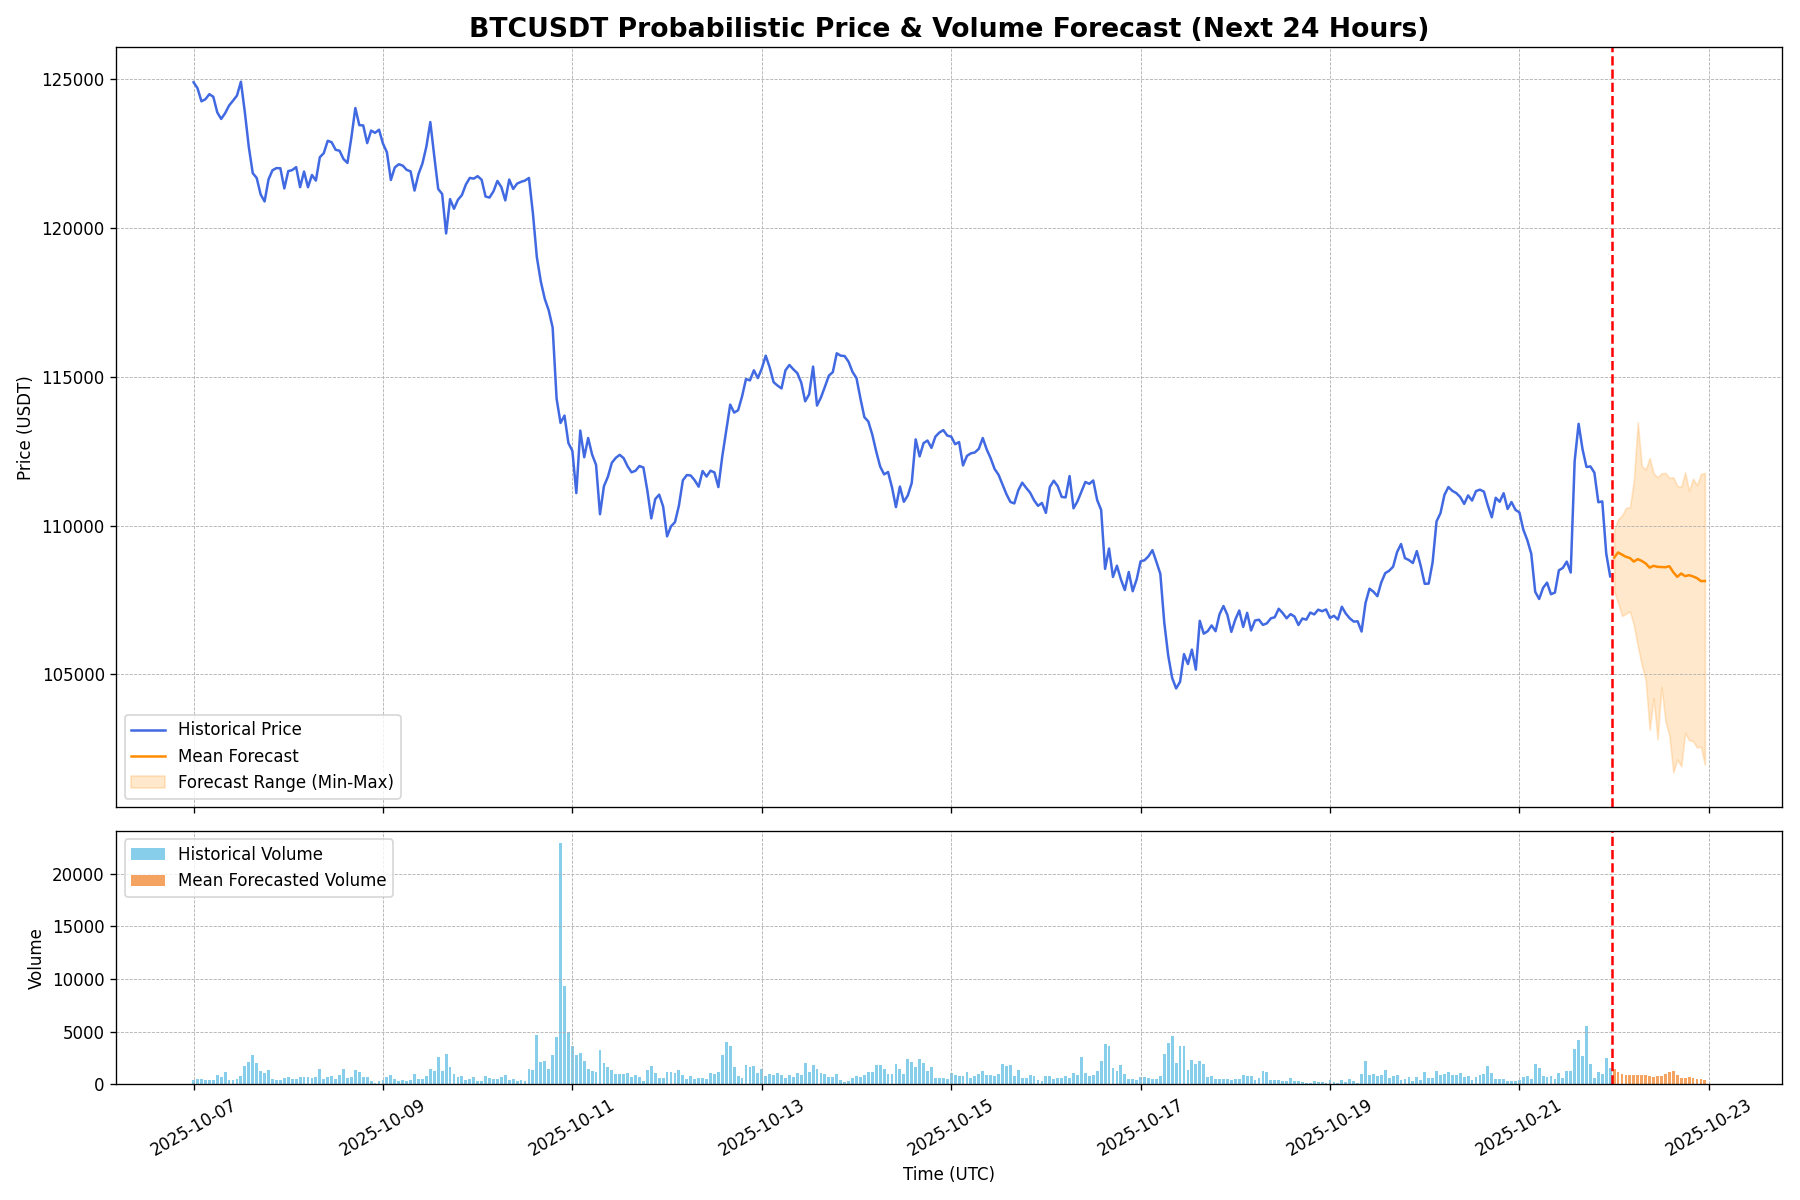 BTCUSDT Probabilistic Price & Volume Forecast (Next 24 Hours)
125000
120000
115000
110000
105000
Price (USDT)
Historical Price
Mean Forecast
Forecast Range (Min-Max)
Historical Volume
Mean Forecasted Volume
20000
15000
10000
5000
0
Volume
2025-10-07
2025-10-09
2025-10-11
2025-10-13
2025-10-15
2025-10-17
2025-10-19
2025-10-21
2025-10-23
Time (UTC)